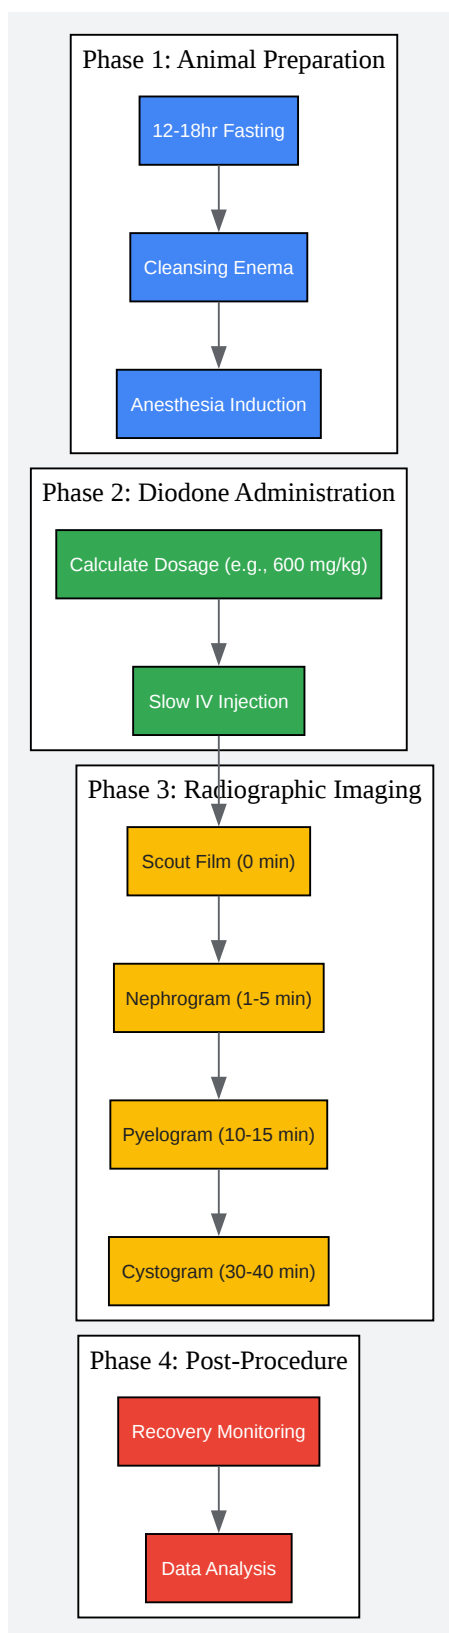 Phase 1: Animal Preparation
12-18hr Fasting
Cleansing Enema
Anesthesia Induction
Phase 2: Diodone Administration
Calculate Dosage (e.g., 600 mg/kg)
Slow IV Injection
Phase 3: Radiographic Imaging
Scout Film (0 min)
Nephrogram (1-5 min)
Pyelogram (10-15 min)
Cystogram (30-40 min)
Phase 4: Post-Procedure
Recovery Monitoring
Data Analysis